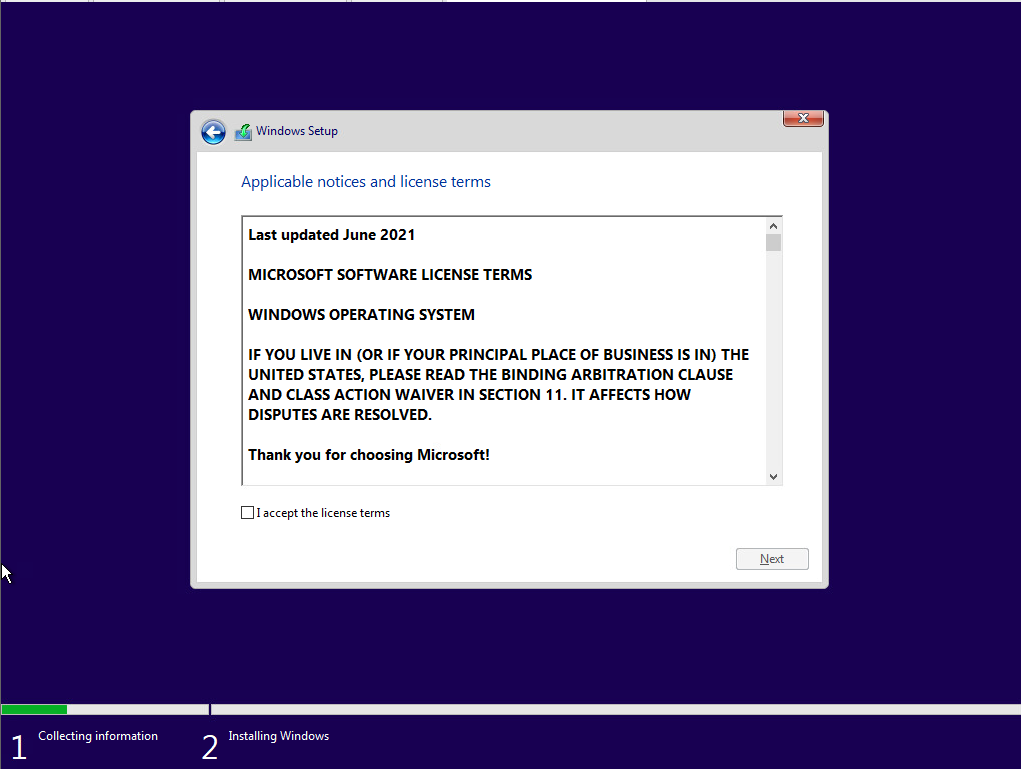 Windows Setup
Applicable notices and license terms
Last updated June 2021
MICROSOFT SOFTWARE LICENSE TERMS
WINDOWS OPERATING SYSTEM
IF YOU LIVE IN (OR IF YOUR PRINCIPAL PLACE OF BUSINESS IS IN) THE
UNITED STATES, PLEASE READ THE BINDING ARBITRATION CLAUSE
AND CLASS ACTION WAIVER IN SECTION 11. IT AFFECTS HOW
DISPUTES ARE RESOLVED.
Thank you for choosing Microsoft!
I accept the license terms
Next
1 Collecting information
2 Installing Windows